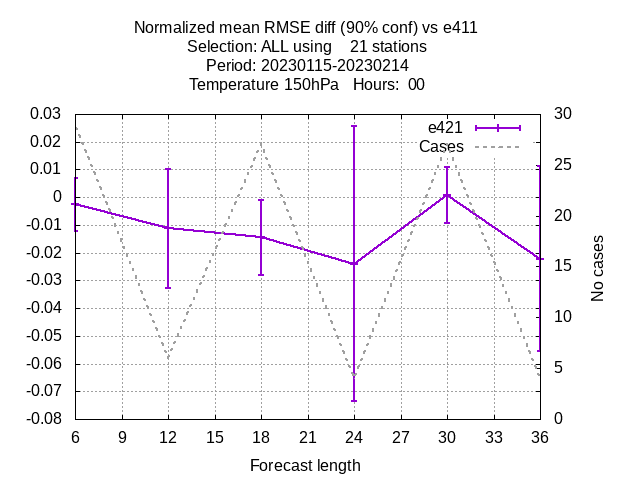 Normalized mean RMSE diff (90% conf) vs e411
Selection: ALL using    21 stations
Period: 20230115-20230214
Temperature 150hPa   Hours:  00
0.03
0.02
0.01
0
-0.01
-0.02
-0.03
-0.04
-0.05
-0.06
-0.07
-0.08
e421
Cases
30
25
20
15
10
5
0
No cases
6 9 12 15 18 21 24 27 30 33 36
Forecast length